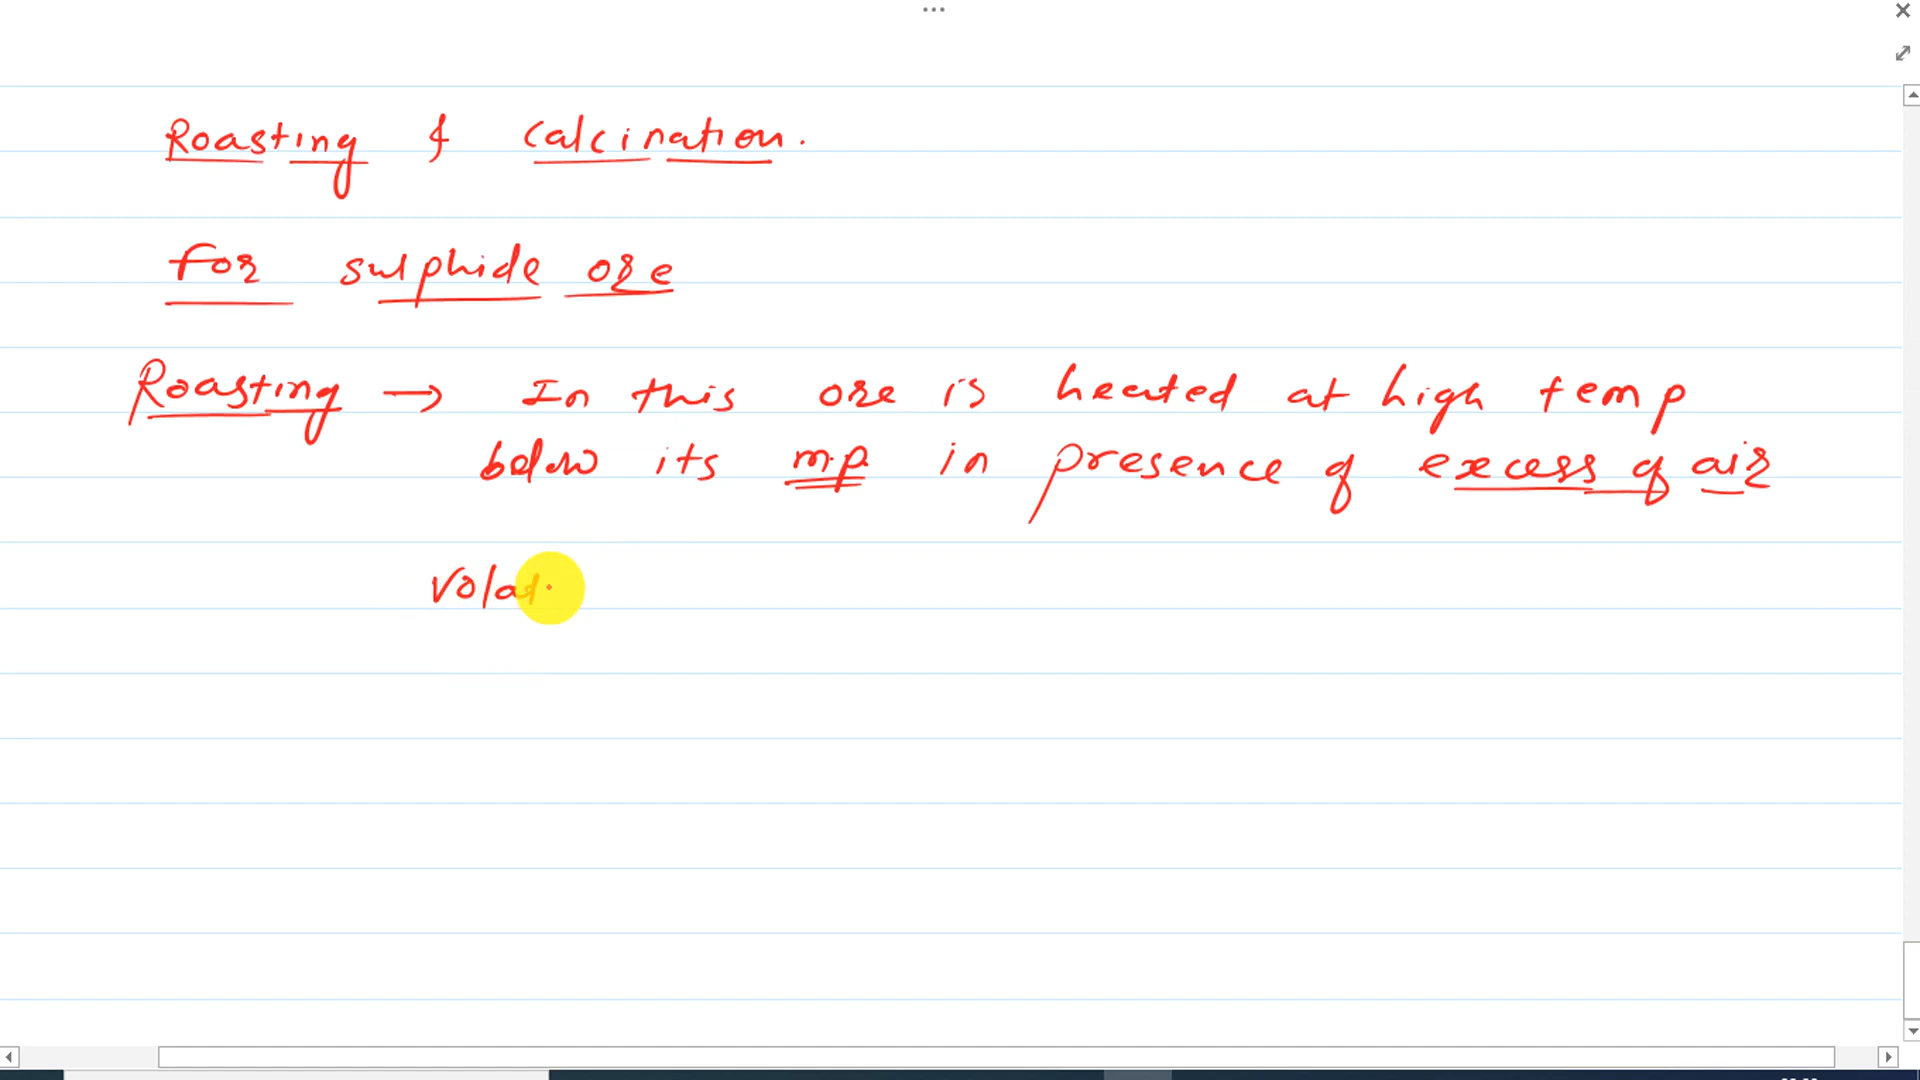 Roasting & Calcination.
for sulphide ore
Roasting → In this ore is heated at high temp
below its m.p. in presence of excess of air
Volat